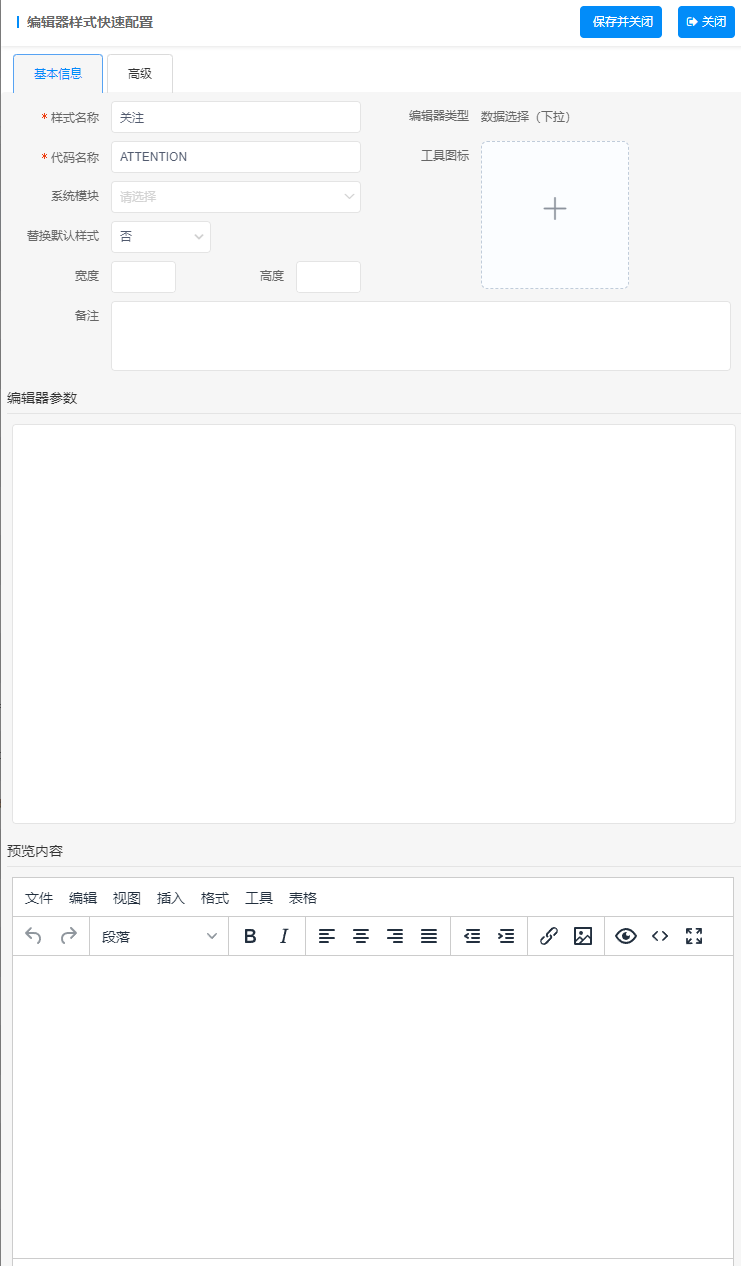 编辑器样式快速配置
保存并关闭
关闭
基本信息
高级
* 样式名称 关注
编辑器类型 数据选择（下拉）
* 代码名称 ATTENTION
工具图标
系统模块 请选择
替换默认样式 否
宽度
高度
备注
编辑器参数
预览内容
文件 编辑 视图 插入 格式 工具 表格
段落 B I